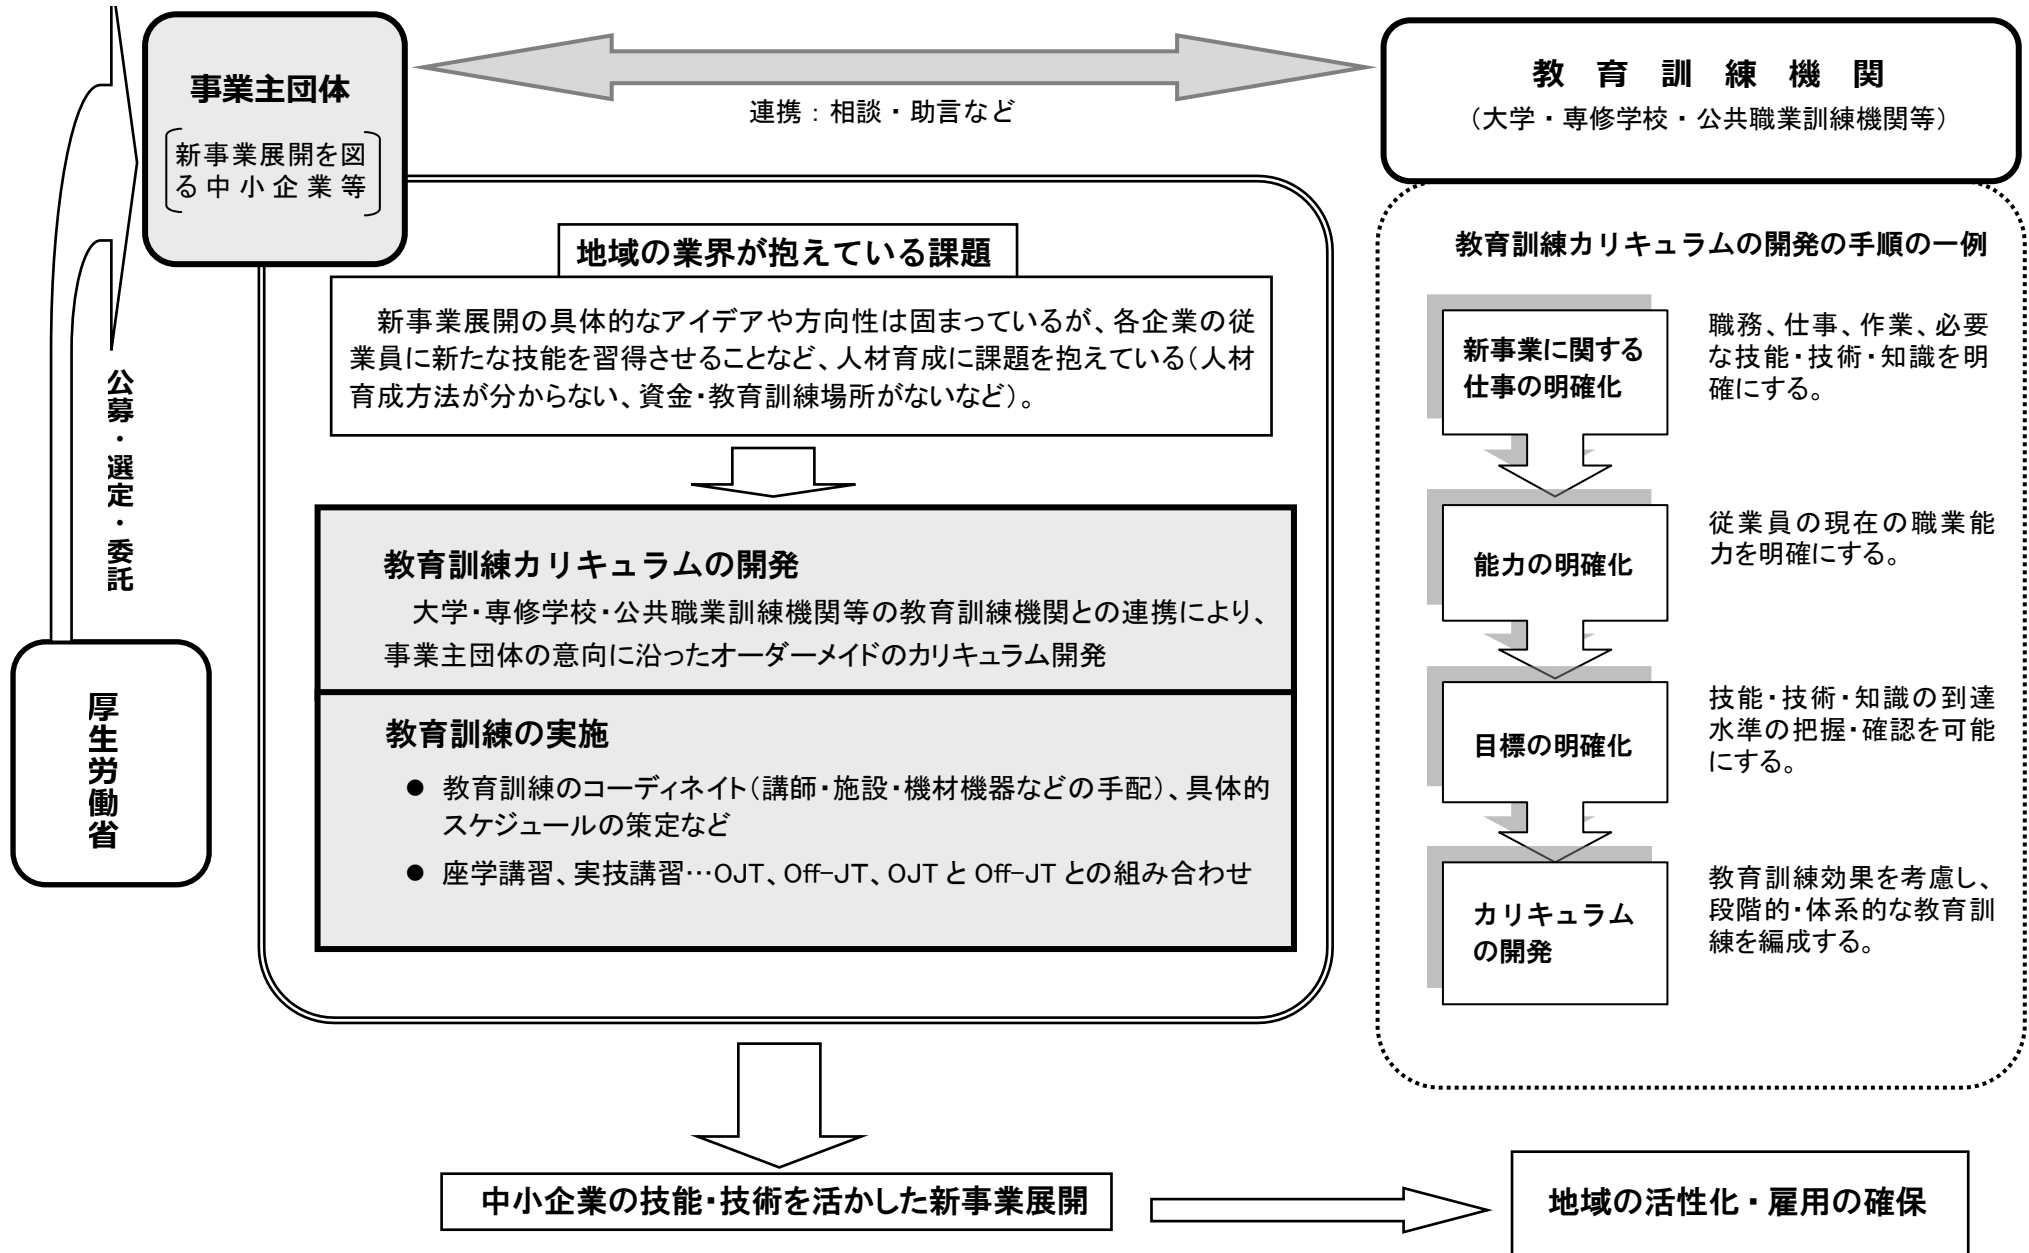 事業主団体
新事業展開を図
る中小企業等
連携：相談・助言など
教育訓練機関
（大学・専修学校・公共職業訓練機関等）
地域の業界が抱えている課題
新事業展開の具体的なアイデアや方向性は固まっているが、各企業の従
業員に新たな技能を習得させることなど、人材育成に課題を抱えている（人材
育成方法が分からない、資金・教育訓練場所がないなど）。
公募・選定・委託
厚生労働省
教育訓練カリキュラムの開発
大学・専修学校・公共職業訓練機関等の教育訓練機関との連携により、
事業主団体の意向に沿ったオーダーメイドのカリキュラム開発
教育訓練の実施
● 教育訓練のコーディネイト（講師・施設・機材機器などの手配）、具体的
スケジュールの策定など
● 座学講習、実技講習…OJT、Off-JT、OJT と Off-JT との組み合わせ
教育訓練カリキュラムの開発の手順の一例
新事業に関する
仕事の明確化
職務、仕事、作業、必要
な技能・技術・知識を明
確にする。
能力の明確化
従業員の現在の職業能
力を明確にする。
目標の明確化
技能・技術・知識の到達
水準の把握・確認を可能
にする。
カリキュラム
の開発
教育訓練効果を考慮し、
段階的・体系的な教育訓
練を編成する。
中小企業の技能・技術を活かした新事業展開
地域の活性化・雇用の確保